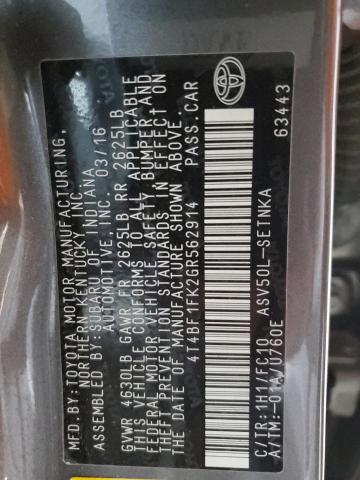 MFD. BY: TOYOTA MOTOR MANUFACTURING,
NORTHERN KENTUCKY, INC.
ASSEMBLED BY: SUBARU OF INDIANA
AUTOMOTIVE, INC. 03/16
GVWR 4630LB GAWR FR 2625LB RR 2625LB
THIS VEHICLE CONFORMS TO ALL APPLICABLE
FEDERAL MOTOR VEHICLE SAFETY, BUMPER, AND
THEFT PREVENTION STANDARDS IN EFFECT ON
THE DATE OF MANUFACTURE SHOWN ABOVE.
4T4BF1FK2GR562914 PASS.CAR
C/TR:1H1/FC10 ASV50L-SETNKA
A/TM:-01A/U760E
63443